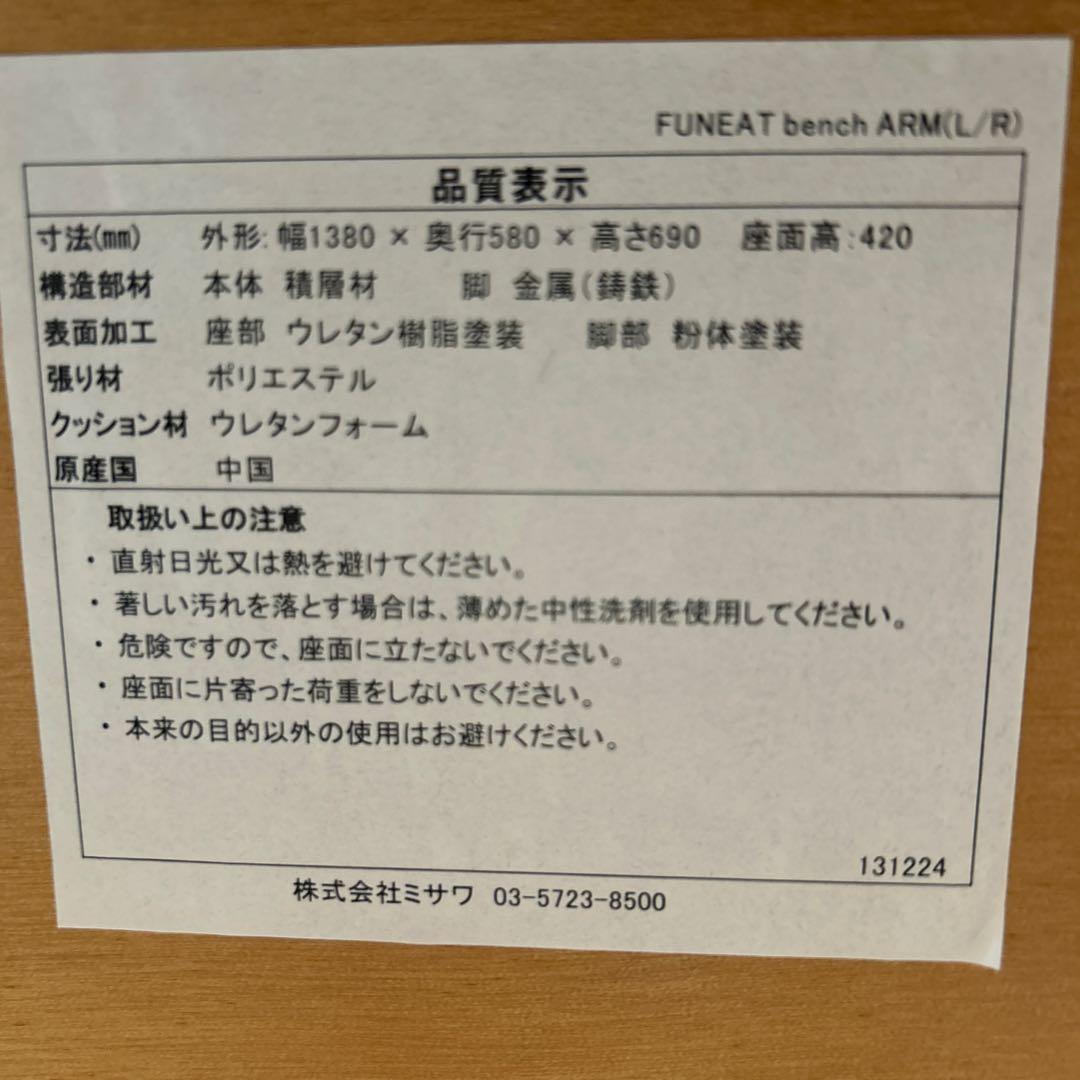 FUNEAT bench ARM(L/R)
品質表示
寸法(mm) 外形:幅1380 × 奥行580 × 高さ690 座面高:420
構造部材 本体 積層材 脚 金属(鋳鉄)
表面加工 座部 ウレタン樹脂塗装 脚部 粉体塗装
張り材 ポリエステル
クッション材 ウレタンフォーム
原産国 中国
取扱い上の注意
・直射日光又は熱を避けてください。
・著しい汚れを落とす場合は、薄めた中性洗剤を使用してください。
・危険ですので、座面に立たないでください。
・座面に片寄った荷重をしないでください。
・本来の目的以外の使用はお避けください。
131224
株式会社ミサワ 03-5723-8500